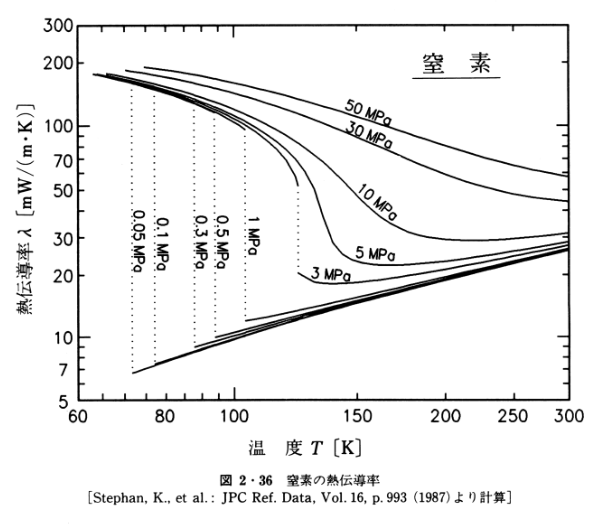 300
200
100
70
50
30
20
10
7
5
熱伝導率 λ [mW/(m・K)]
窒 素
50 MPa
30 MPa
10 MPa
5 MPa
3 MPa
0.05 MPa
0.1 MPa
0.3 MPa
0.5 MPa
1 MPa
60 80 100 150 200 250 300
温 度 T [K]
図 2・36 窒素の熱伝導率
[Stephan, K., et al.: JPC Ref. Data, Vol. 16, p. 993 (1987) より計算]